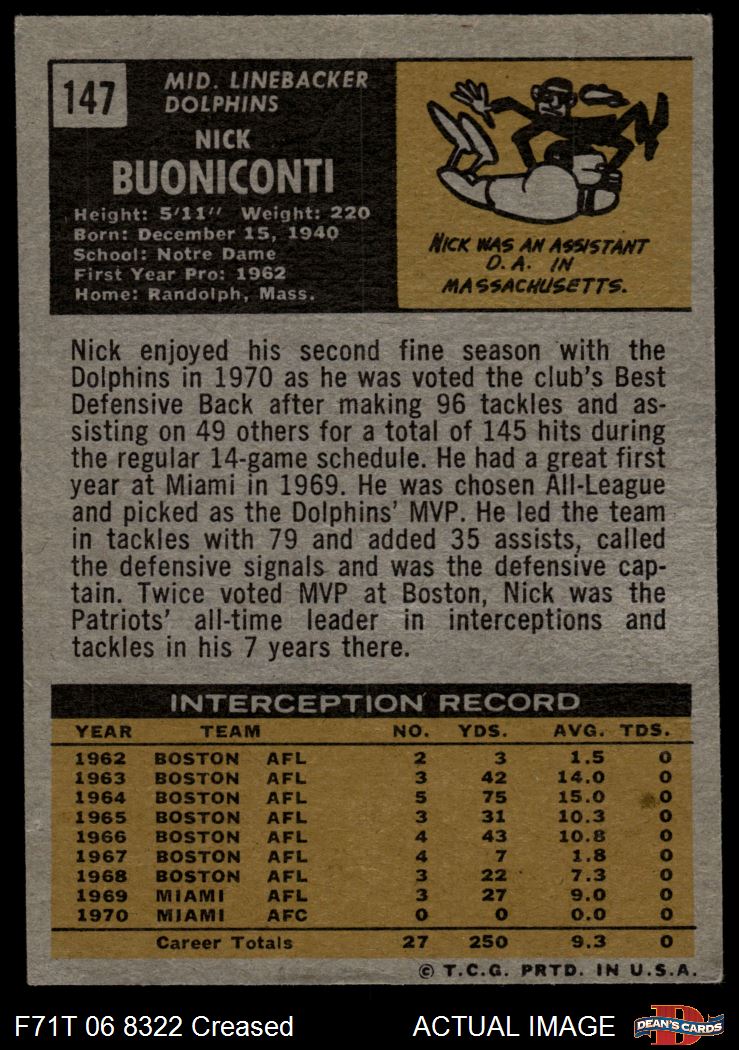 147
MID. LINEBACKER
DOLPHINS
NICK
BUONICONTI
Height: 5'11" Weight: 220
Born: December 15, 1940
School: Notre Dame
First Year Pro: 1962
Home: Randolph, Mass.
NICK WAS AN ASSISTANT
D.A. IN
MASSACHUSETTS.
Nick enjoyed his second fine season with the
Dolphins in 1970 as he was voted the club's Best
Defensive Back after making 96 tackles and as-
sisting on 49 others for a total of 145 hits during
the regular 14-game schedule. He had a great first
year at Miami in 1969. He was chosen All-League
and picked as the Dolphins' MVP. He led the team
in tackles with 79 and added 35 assists, called
the defensive signals and was the defensive cap-
tain. Twice voted MVP at Boston, Nick was the
Patriots' all-time leader in interceptions and
tackles in his 7 years there.
INTERCEPTION RECORD
YEAR TEAM NO. YDS. AVG. TDS.
1962 BOSTON AFL 2 3 1.5 0
1963 BOSTON AFL 3 42 14.0 0
1964 BOSTON AFL 5 75 15.0 0
1965 BOSTON AFL 3 31 10.3 0
1966 BOSTON AFL 4 43 10.8 0
1967 BOSTON AFL 4 7 1.8 0
1968 BOSTON AFL 3 22 7.3 0
1969 MIAMI AFL 3 27 9.0 0
1970 MIAMI AFC 0 0 0.0 0
Career Totals 27 250 9.3 0
© T.C.G. PRTD. IN U.S.A.
F71T 06 8322 Creased ACTUAL IMAGE
D
DEAN'S CARDS